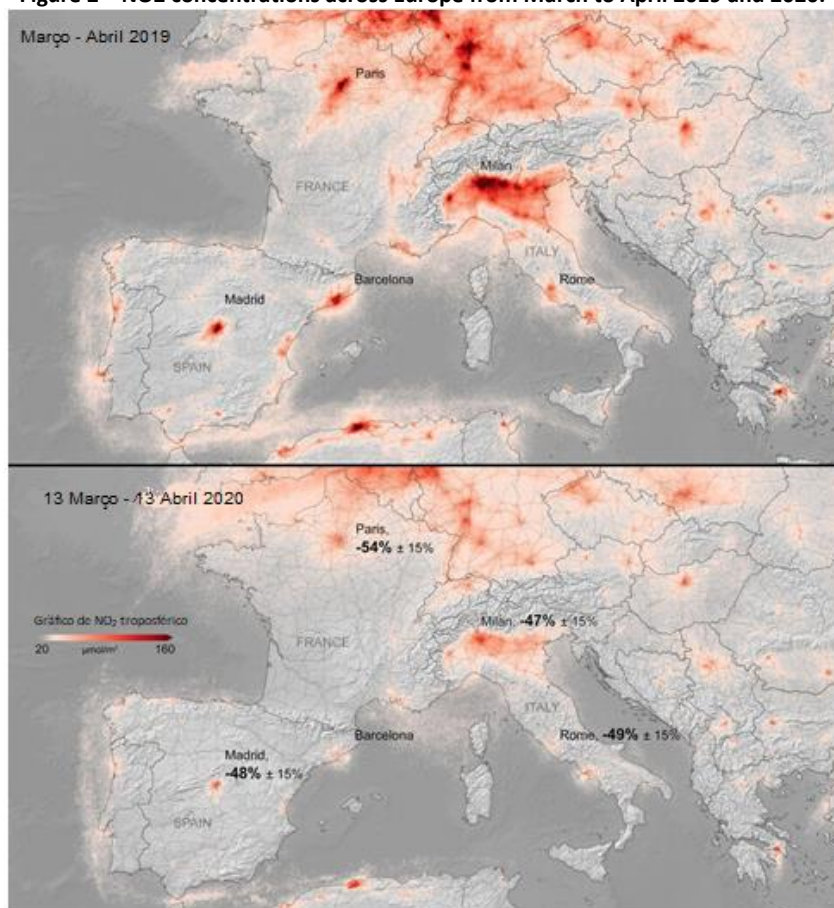 Figure 2 – NO2 concentrations across Europe from March to April 2019 and 2020.
Março - Abril 2019
Paris
FRANCE
Milan
ITALY
Barcelona
Rome
Madrid
SPAIN
13 Março - 13 Abril 2020
Paris,
-54% ± 15%
Gráfico de NO₂ troposférico
20 µmol/m² 160
Milan, -47% ± 15%
FRANCE
ITALY
Barcelona
Rome, -49% ± 15%
Madrid,
-48% ± 15%
SPAIN